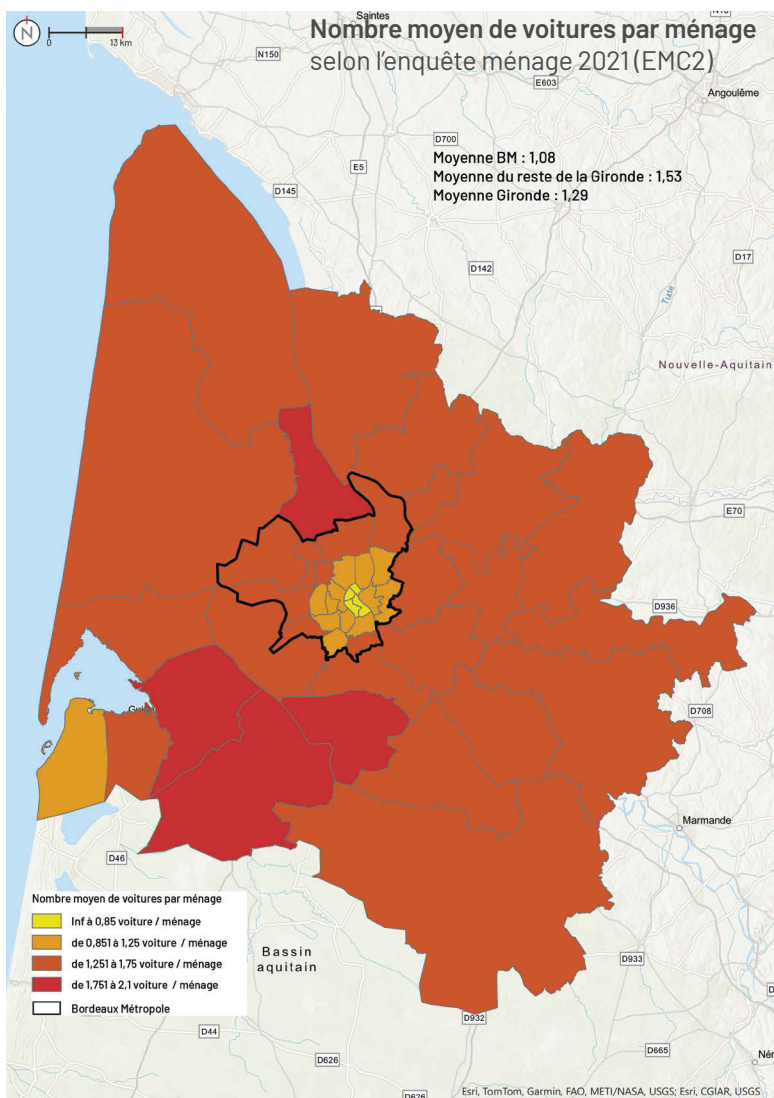 N
0
13 km
Saintes
Nombre moyen de voitures par ménage
selon l'enquête ménage 2021 (EMC2)
N150
E603
Angoulême
D700
E5
Moyenne BM : 1,08
Moyenne du reste de la Gironde : 1,53
Moyenne Gironde : 1,29
D145
D17
D142
Tude
Nouvelle-Aquitain
E70
D936
D708
Marmande
D46
Nombre moyen de voitures par ménage
Inf à 0,85 voiture / ménage
de 0,851 à 1,25 voiture / ménage
de 1,251 à 1,75 voiture / ménage
de 1,751 à 2,1 voiture / ménage
Bordeaux Métropole
Bassin
aquitain
D933
D932
D44
D626
D665
Nér
D626
Esri, TomTom, Garmin, FAO, METI/NASA, USGS; Esri, CGIAR, USGS